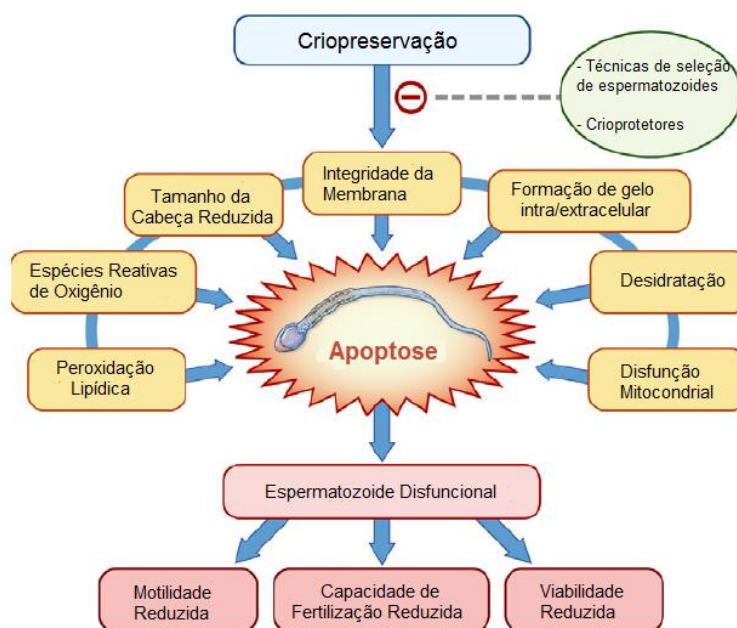 Criopreservação
- Técnicas de seleção
de espermatozoides
- Crioprotetores
Integridade da
Membrana
Tamanho da
Cabeça Reduzida
Formação de gelo
intra/extracelular
Espécies Reativas
de Oxigênio
Desidratação
Peroxidação
Lipídica
Apoptose
Disfunção
Mitocondrial
Espermatozoide Disfuncional
Motilidade
Reduzida
Capacidade de
Fertilização Reduzida
Viabilidade
Reduzida